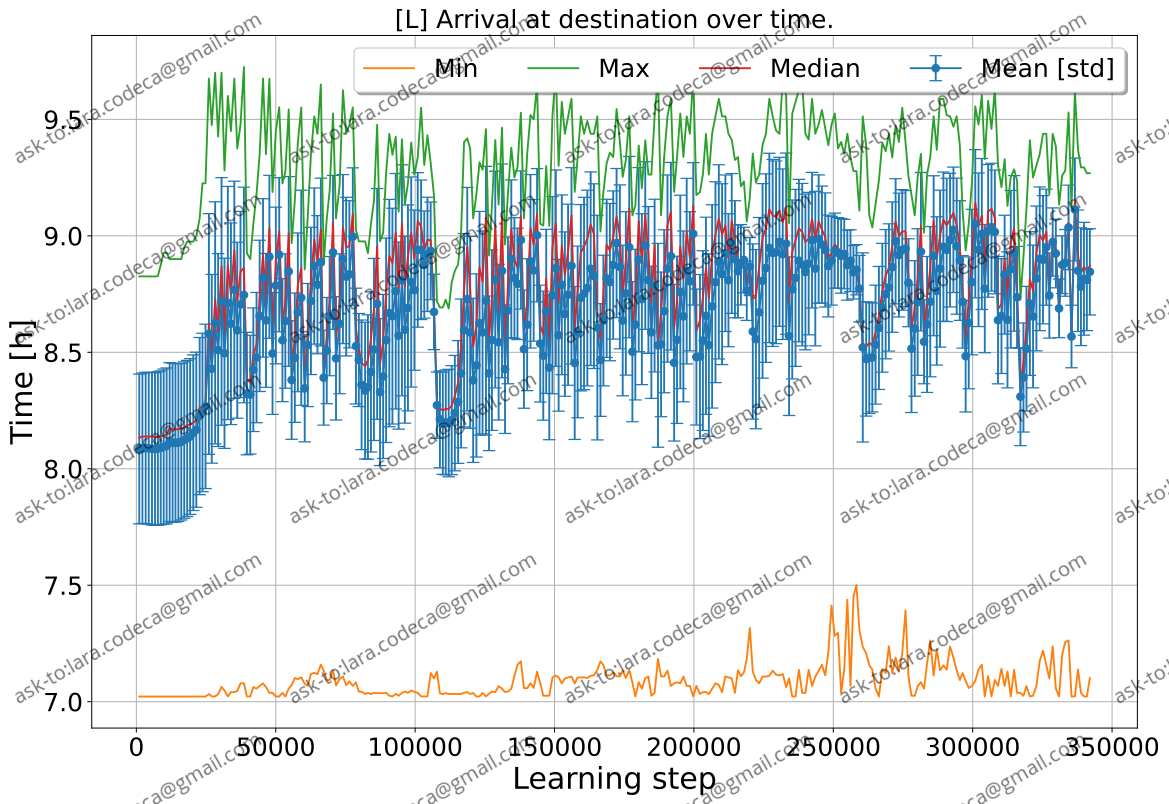 [L] Arrival at destination over time.
Min Max Median Mean [std]
9.5
9.0
8.5
8.0
7.5
7.0
Time [h]
0 50000 100000 150000 200000 250000 300000 350000
Learning step
ask-to:lara.codeca@gmail.com